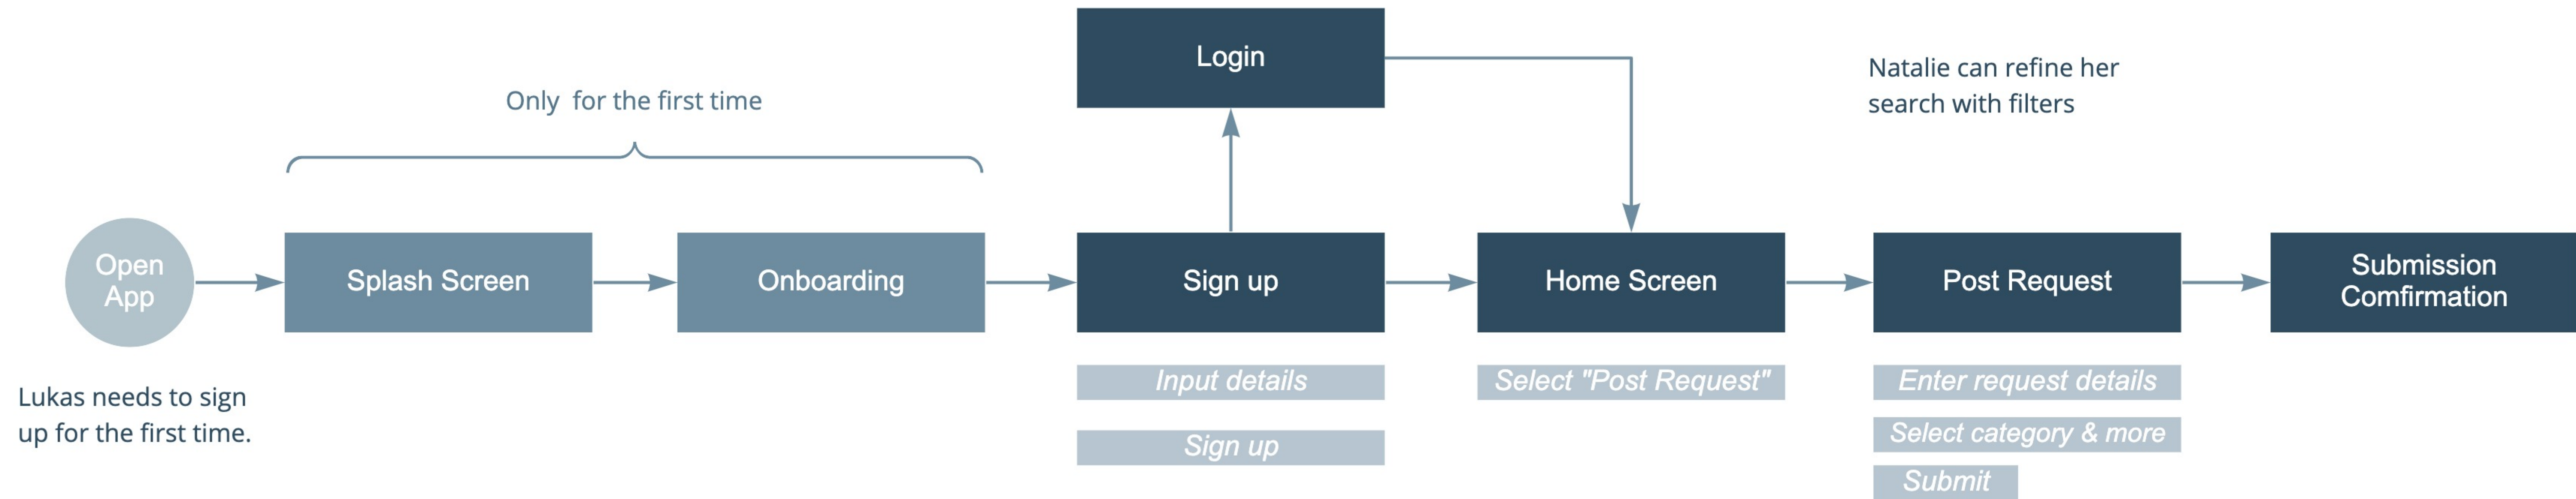 Login
Natalie can refine her
search with filters
Only for the first time
Open
App
Splash Screen
Onboarding
Sign up
Home Screen
Post Request
Submission
Comfirmation
Lukas needs to sign
up for the first time.
Input details
Sign up
Select "Post Request"
Enter request details
Select category & more
Submit